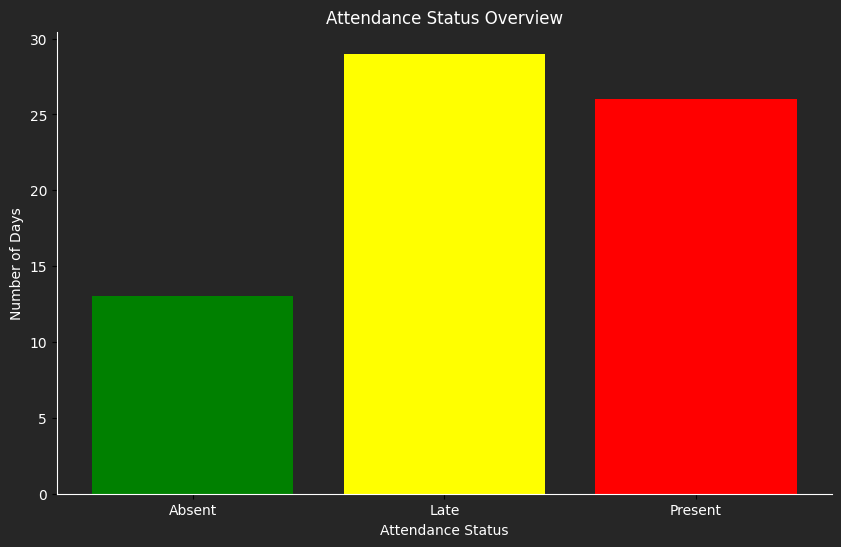 Attendance Status Overview
30
25
20
15
10
5
0
Number of Days
Absent Late Present
Attendance Status